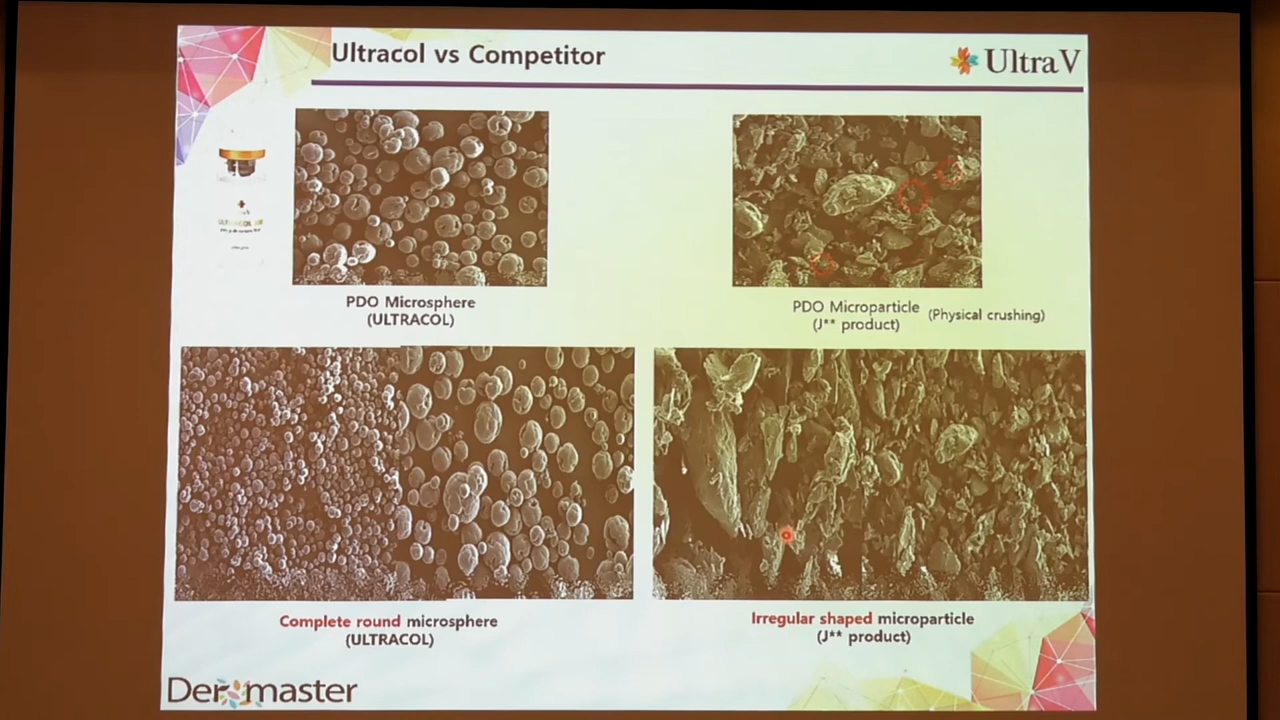 Ultracol vs Competitor
UltraV
PDO Microsphere
(ULTRACOL)
PDO Microparticle (Physical crushing)
(J** product)
Complete round microsphere
(ULTRACOL)
Irregular shaped microparticle
(J** product)
Dermaster